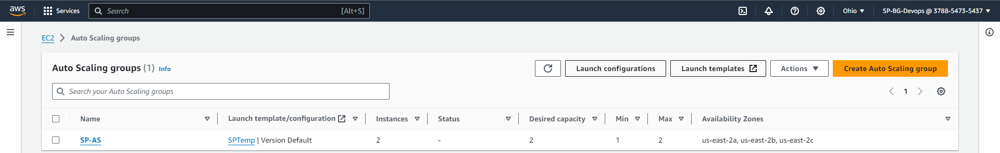 aws Services Search [Alt+S] Ohio SP-BG-Devops @ 3788-5473-5437
EC2 Auto Scaling groups
Auto Scaling groups (1) Info Launch configurations Launch templates Actions Create Auto Scaling group
Search your Auto Scaling groups 1
Name Launch template/configuration Instances Status Desired capacity Min Max Availability Zones
SP-AS SPTemp | Version Default 2 - 2 1 2 us-east-2a, us-east-2b, us-east-2c